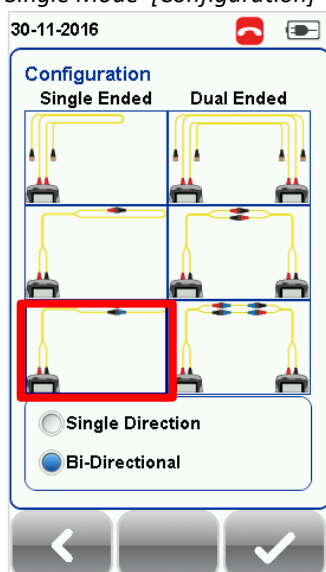 Single Mode [Configuration]
30-11-2016
Configuration
Single Ended Dual Ended
Single Direction
Bi-Directional